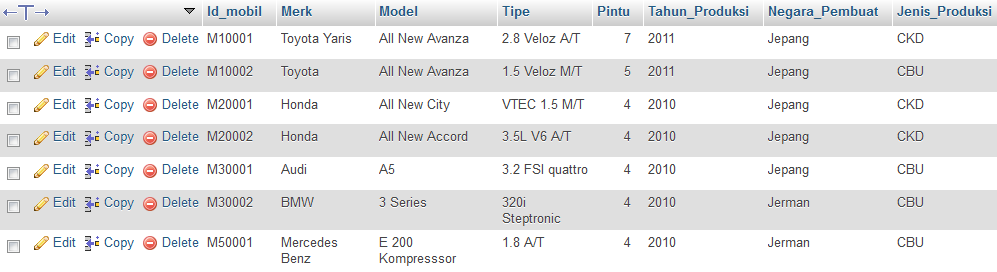 Id_mobil Merk Model Tipe Pintu Tahun_Produksi Negara_Pembuat Jenis_Produksi
Edit Copy Delete M10001 Toyota Yaris All New Avanza 2.8 Veloz A/T 7 2011 Jepang CKD
Edit Copy Delete M10002 Toyota All New Avanza 1.5 Veloz M/T 5 2011 Jepang CBU
Edit Copy Delete M20001 Honda All New City VTEC 1.5 M/T 4 2010 Jepang CKD
Edit Copy Delete M20002 Honda All New Accord 3.5L V6 A/T 4 2010 Jepang CKD
Edit Copy Delete M30001 Audi A5 3.2 FSI quattro 4 2010 Jepang CBU
Edit Copy Delete M30002 BMW 3 Series 320i 4 2010 Jerman CBU
Steptronic
Edit Copy Delete M50001 Mercedes E 200 1.8 A/T 4 2010 Jerman CBU
Benz Kompresssor